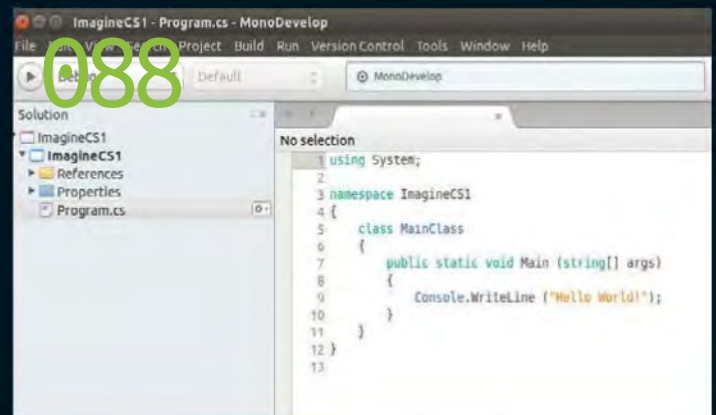 ImagineCS1 - Program.cs - MonoDevelop
File View Project Build Run Version Control Tools Window Help
088
Default
MonoDevelop
Solution
ImagineCS1
ImagineCS1
References
Properties
Program.cs
No selection
1 using System;
2
3 namespace ImagineCS1
4 {
5 class MainClass
6 {
7 public static void Main (string[] args)
8 {
9 Console.WriteLine ("Hello World!");
10 }
11 }
12 }
13